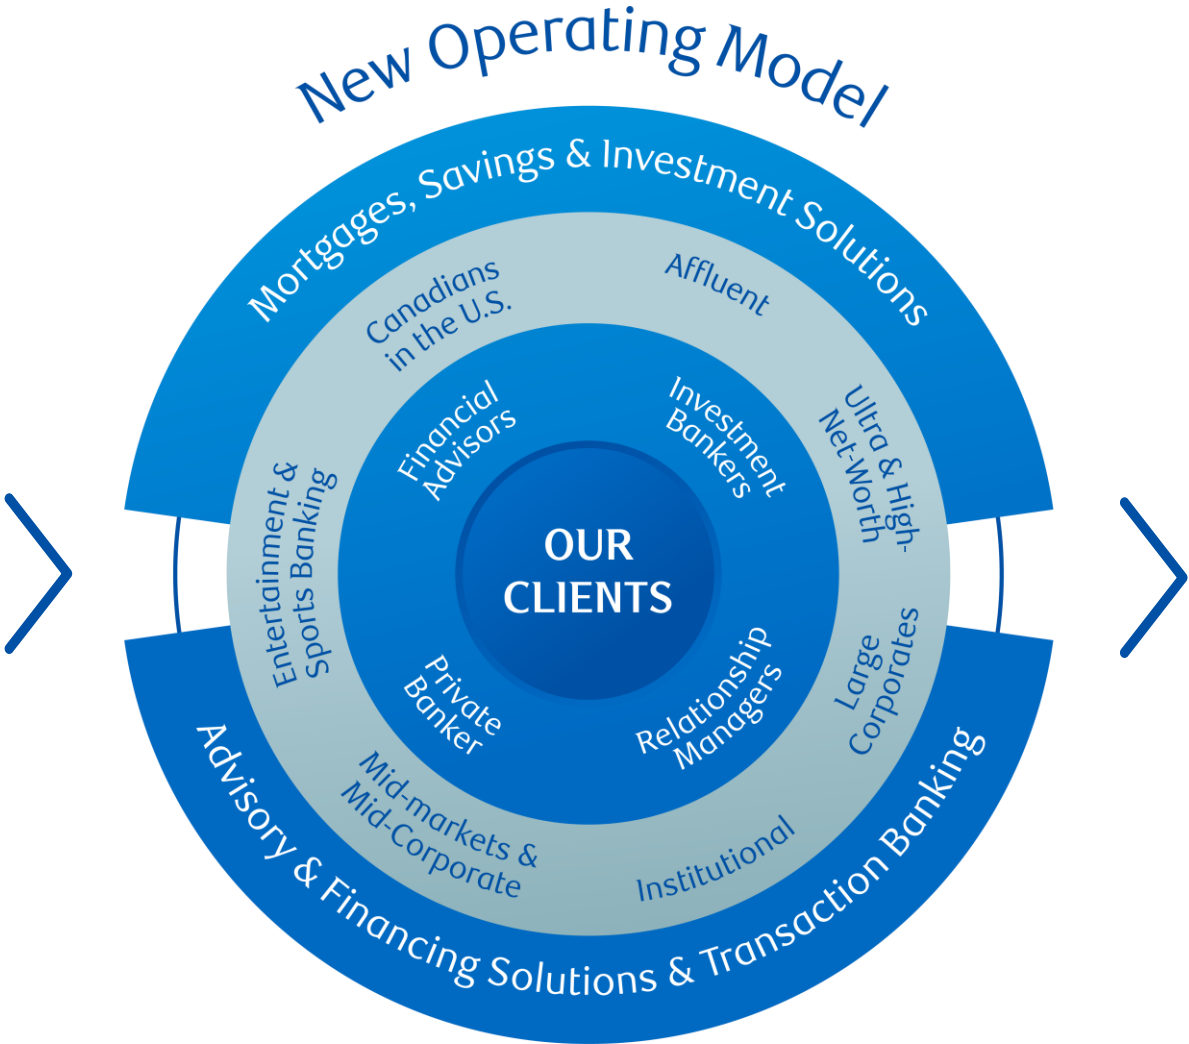 New Operating Model
Mortgages, Savings & Investment Solutions
Canadians
in the U.S.
Affluent
Ultra & High-
Net-Worth
Large
Corporates
Institutional
Mid-markets &
Mid-Corporate
Entertainment &
Sports Banking
Financial
Advisors
Investment
Bankers
Relationship
Managers
Private
Banker
OUR
CLIENTS
Advisory & Financing Solutions & Transaction Banking